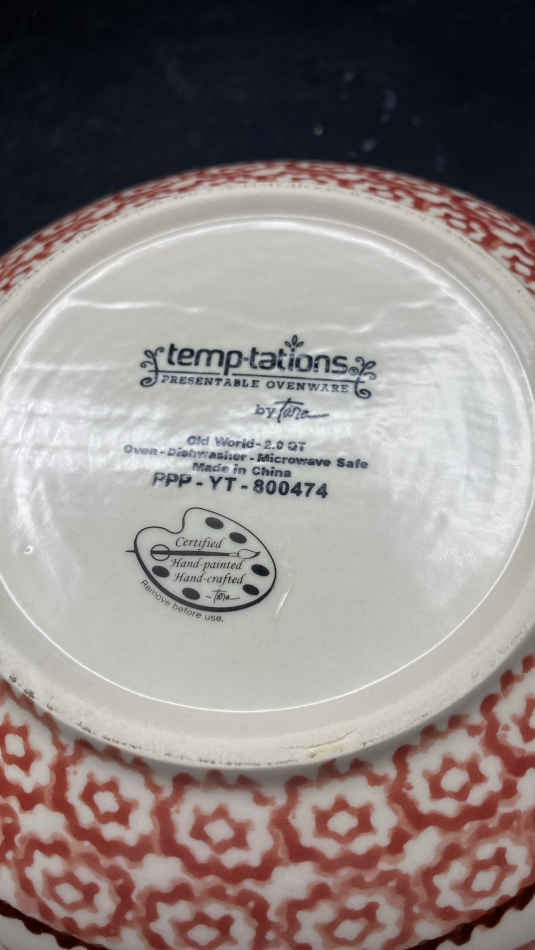 temp-tations®
PRESENTABLE OVENWARE
by Tara
Old World - 2.0 QT
Oven - Dishwasher - Microwave Safe
Made in China
PPP - YT - 800474
Certified
Hand-painted
Hand-crafted
- Tara
Remove before use.